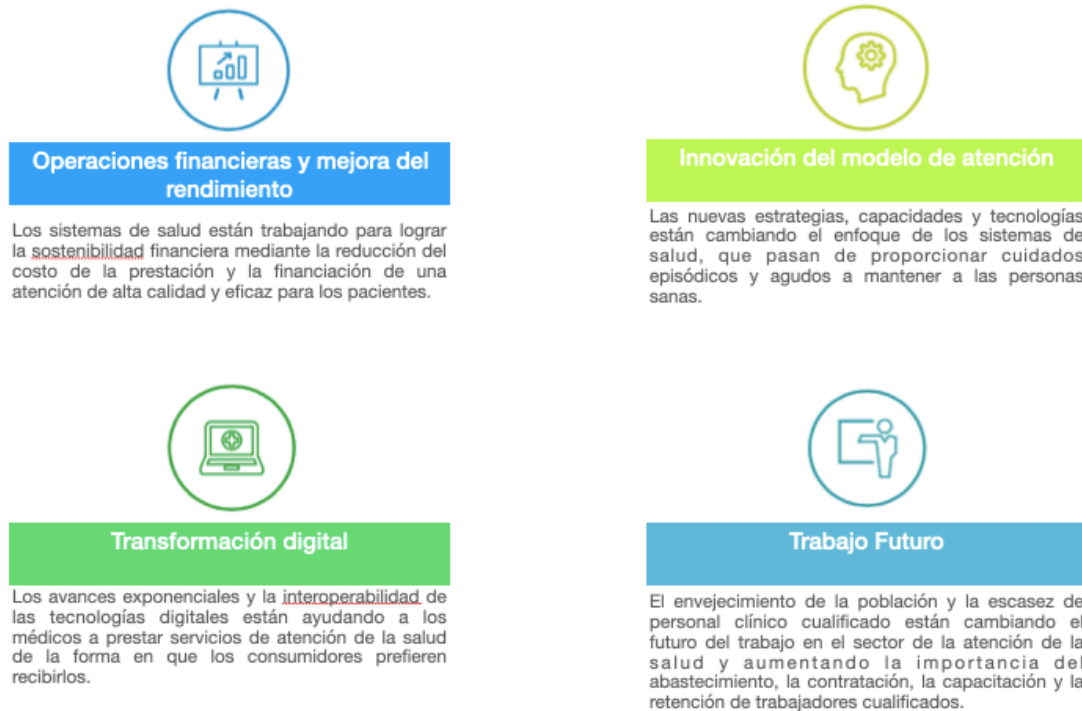 Operaciones financieras y mejora del
rendimiento
Los sistemas de salud están trabajando para lograr
la sostenibilidad financiera mediante la reducción del
costo de la prestación y la financiación de una
atención de alta calidad y eficaz para los pacientes.
Innovación del modelo de atención
Las nuevas estrategias, capacidades y tecnologías
están cambiando el enfoque de los sistemas de
salud, que pasan de proporcionar cuidados
episódicos y agudos a mantener a las personas
sanas.
Transformación digital
Los avances exponenciales y la interoperabilidad de
las tecnologías digitales están ayudando a los
médicos a prestar servicios de atención de la salud
de la forma en que los consumidores prefieren
recibirlos.
Trabajo Futuro
El envejecimiento de la población y la escasez de
personal clínico cualificado están cambiando el
futuro del trabajo en el sector de la atención de la
salud y aumentando la importancia del
abastecimiento, la contratación, la capacitación y la
retención de trabajadores cualificados.